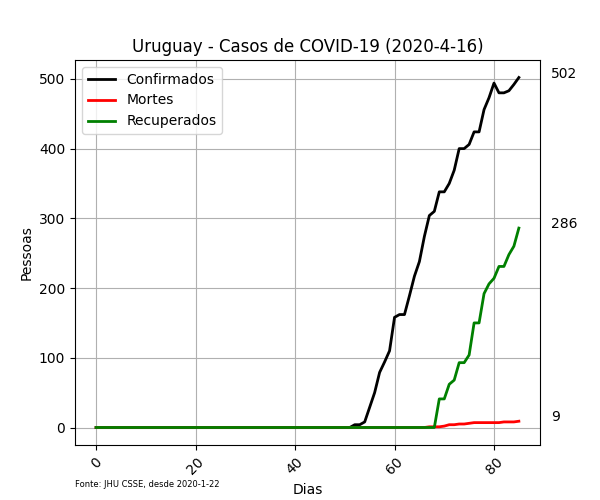 Uruguay - Casos de COVID-19 (2020-4-16)
Confirmados
Mortes
Recuperados
500
400
300
200
100
0
Pessoas
502
286
9
0
20
40
60
80
Dias
Fonte: JHU CSSE, desde 2020-1-22